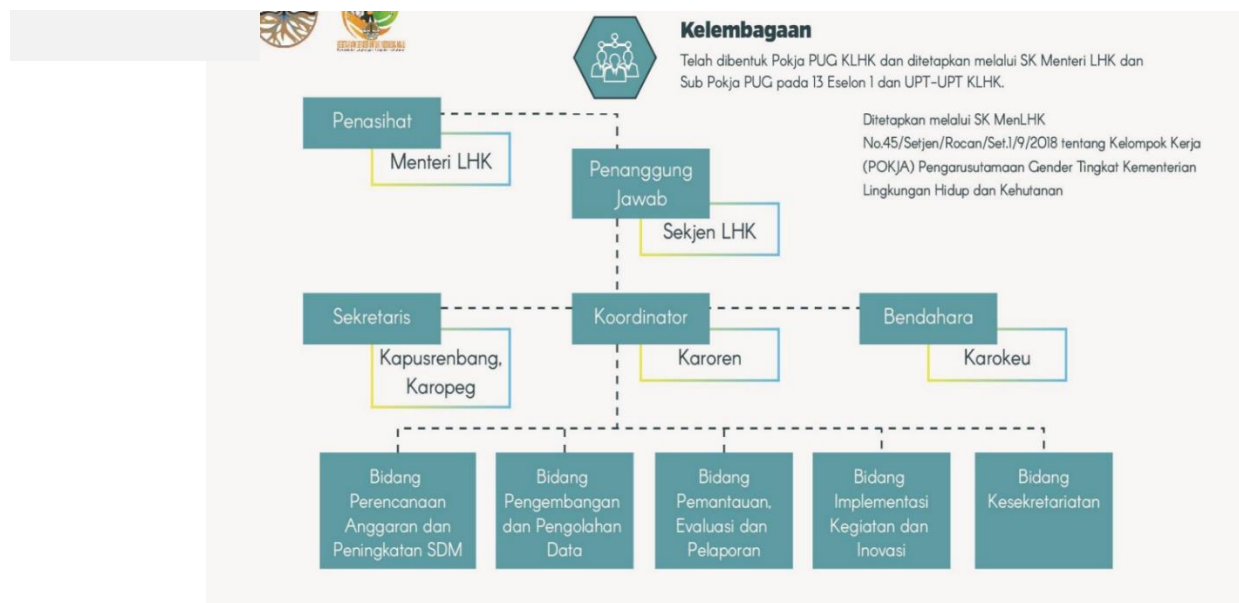 Kelembagaan
Telah dibentuk Pokja PUG KLHK dan ditetapkan melalui SK Menteri LHK dan
Sub Pokja PUG pada 13 Eselon 1 dan UPT-UPT KLHK.
Ditetapkan melalui SK MenLHK
No.45/Setjen/Rocan/Set.1/9/2018 tentang Kelompok Kerja
(POKJA) Pengarusutamaan Gender Tingkat Kementerian
Lingkungan Hidup dan Kehutanan
Penasihat
Menteri LHK
Penanggung
Jawab
Sekjen LHK
Sekretaris
Kapusrenbang,
Karopeg
Koordinator
Karoren
Bendahara
Karokeu
Bidang
Perencanaan
Anggaran dan
Peningkatan SDM
Bidang
Pengembangan
dan Pengolahan
Data
Bidang
Pemantauan,
Evaluasi dan
Pelaporan
Bidang
Implementasi
Kegiatan dan
Inovasi
Bidang
Kesekretariatan